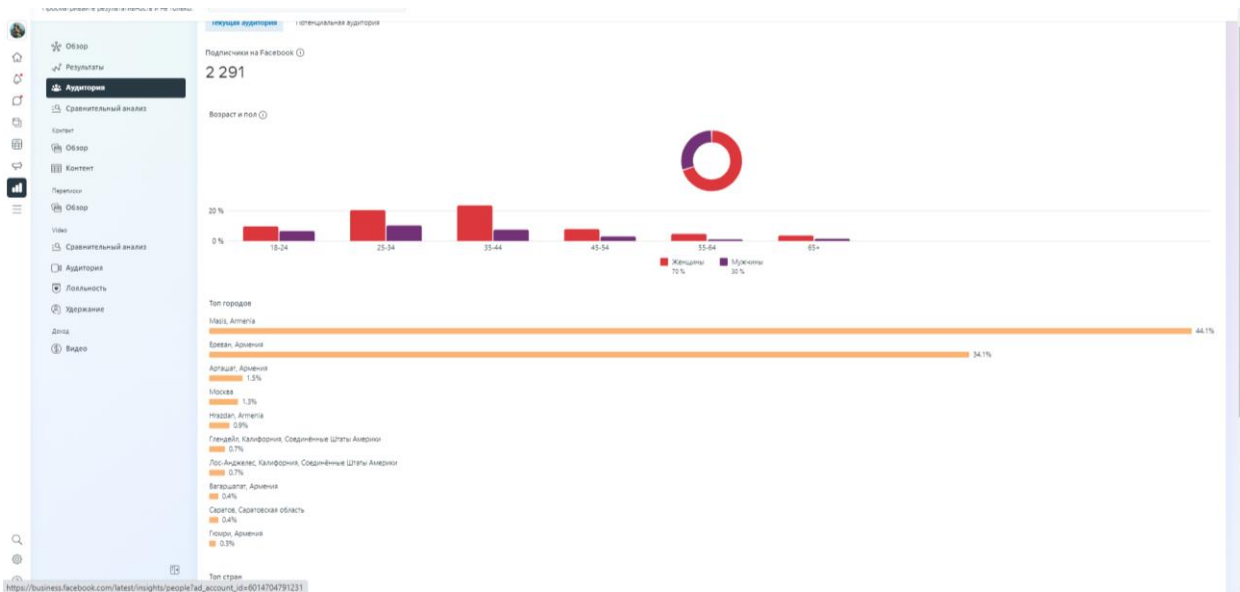 Просматривайте результативность и не только.
Текущая аудитория Потенциальная аудитория
Обзор
Результаты
Аудитория
Сравнительный анализ
Контент
Обзор
Контент
Переписки
Обзор
Video
Сравнительный анализ
Аудитория
Лояльность
Удержание
Доход
Видео
Подписчики на Facebook
2 291
Возраст и пол
20 %
0 %
18-24 25-34 35-44 45-54 55-64 65+
Женщины Мужчины
70 % 30 %
Топ городов
Masis, Armenia
44.1%
Ереван, Армения
34.1%
Арташат, Армения
1.5%
Москва
1.3%
Hrazdan, Armenia
0.9%
Глендейл, Калифорния, Соединённые Штаты Америки
0.7%
Лос-Анджелес, Калифорния, Соединённые Штаты Америки
0.7%
Вагаршапат, Армения
0.4%
Саратов, Саратовская область
0.4%
Гюмри, Армения
0.3%
Топ стран
https://business.facebook.com/latest/insights/people?ad_account_id=6014704791231